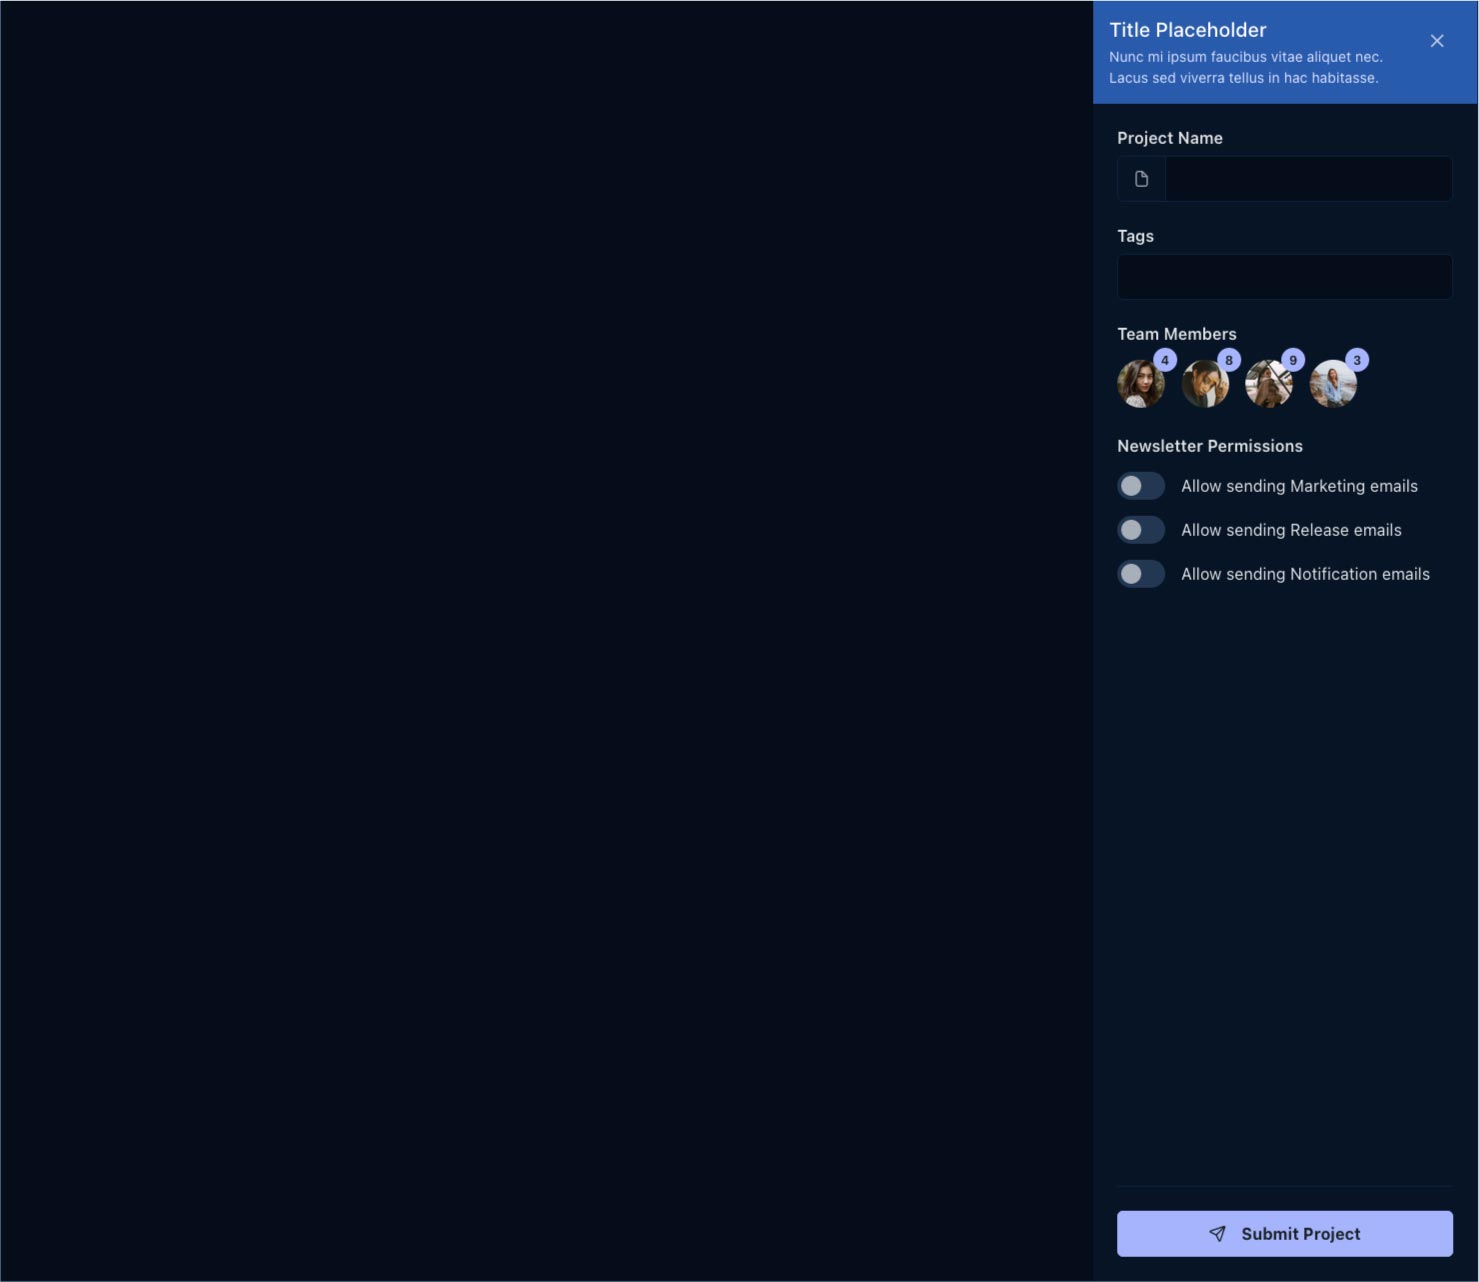 Title Placeholder
Nunc mi ipsum faucibus vitae aliquet nec.
Lacus sed viverra tellus in hac habitasse.
Project Name
Tags
Team Members
4 8 9 3
Newsletter Permissions
Allow sending Marketing emails
Allow sending Release emails
Allow sending Notification emails
Submit Project